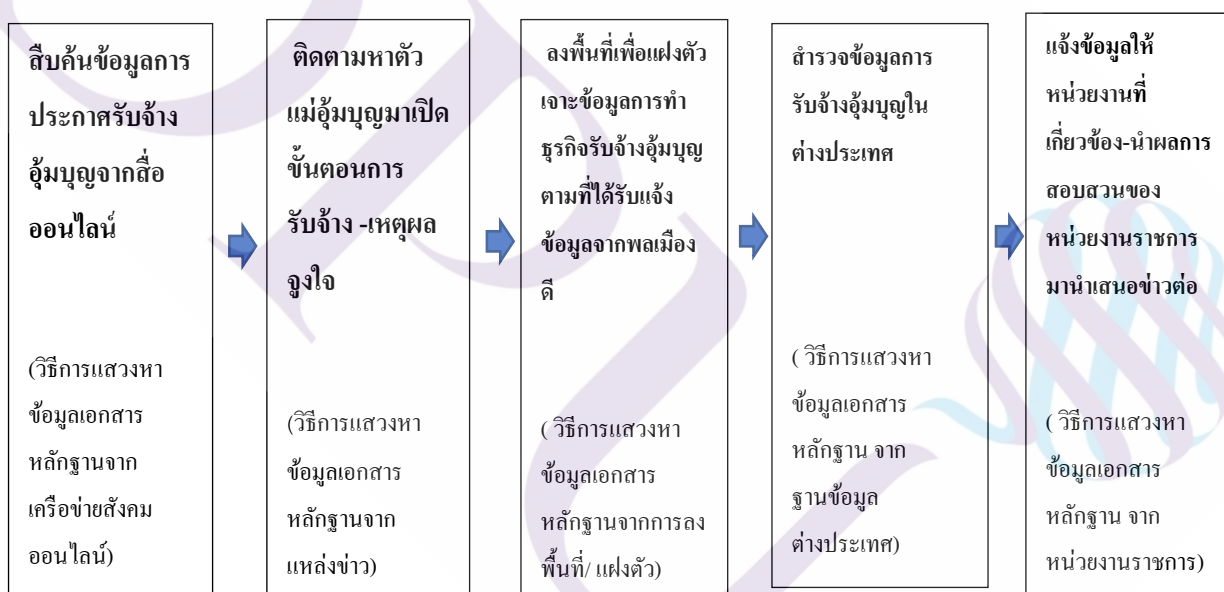 สืบค้นข้อมูลการ
ประกาศรับจ้าง
อุ้มบุญจากสื่อ
ออนไลน์
(วิธีการแสวงหา
ข้อมูลเอกสาร
หลักฐานจาก
เครือข่ายสังคม
ออนไลน์)
ติดตามหาตัว
แม่อุ้มบุญมาเปิด
ขั้นตอนการ
รับจ้าง -เหตุผล
จูงใจ
(วิธีการแสวงหา
ข้อมูลเอกสาร
หลักฐานจาก
แหล่งข่าว)
ลงพื้นที่เพื่อแฝงตัว
เจาะข้อมูลการทำ
ธุรกิจรับจ้างอุ้มบุญ
ตามที่ได้รับแจ้ง
ข้อมูลจากพลเมือง
ดี
( วิธีการแสวงหา
ข้อมูลเอกสาร
หลักฐานจากการลง
พื้นที่/ แฝงตัว)
สำรวจข้อมูลการ
รับจ้างอุ้มบุญใน
ต่างประเทศ
( วิธีการแสวงหา
ข้อมูลเอกสาร
หลักฐาน จาก
ฐานข้อมูล
ต่างประเทศ)
แจ้งข้อมูลให้
หน่วยงานที่
เกี่ยวข้อง-นำผลการ
สอบสวนของ
หน่วยงานราชการ
มานำเสนอข่าวต่อ
( วิธีการแสวงหา
ข้อมูลเอกสาร
หลักฐาน จาก
หน่วยงานราชการ)